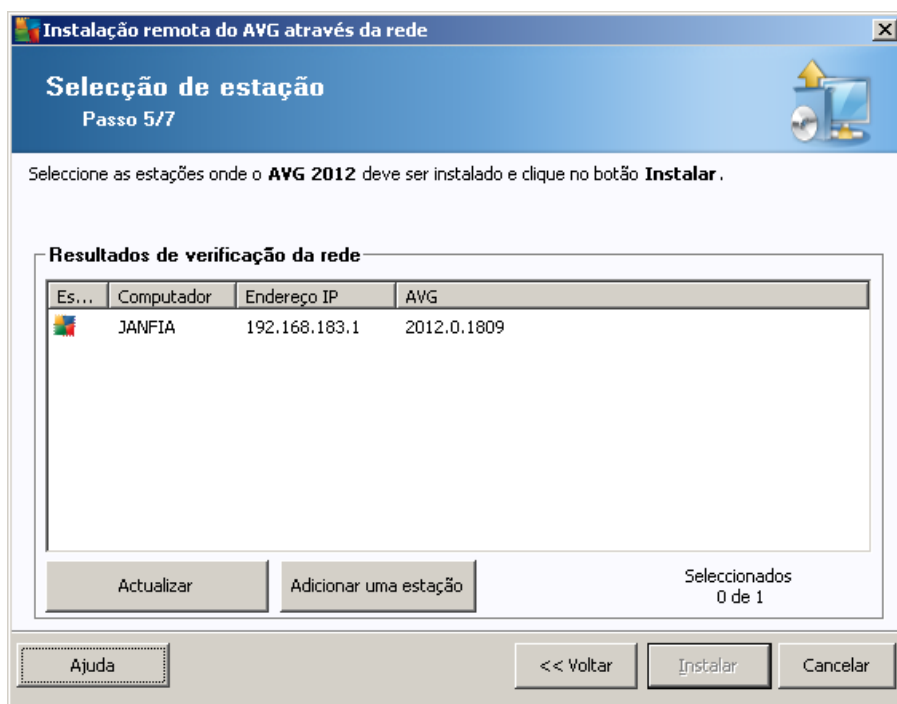 Instalação remota do AVG através da rede
Selecção de estação
Passo 5/7
Seleccione as estações onde o AVG 2012 deve ser instalado e clique no botão Instalar.
Resultados de verificação da rede
Es... Computador Endereço IP AVG
JANFIA 192.168.183.1 2012.0.1809
Actualizar Adicionar uma estação Seleccionados
0 de 1
Ajuda << Voltar Instalar Cancelar